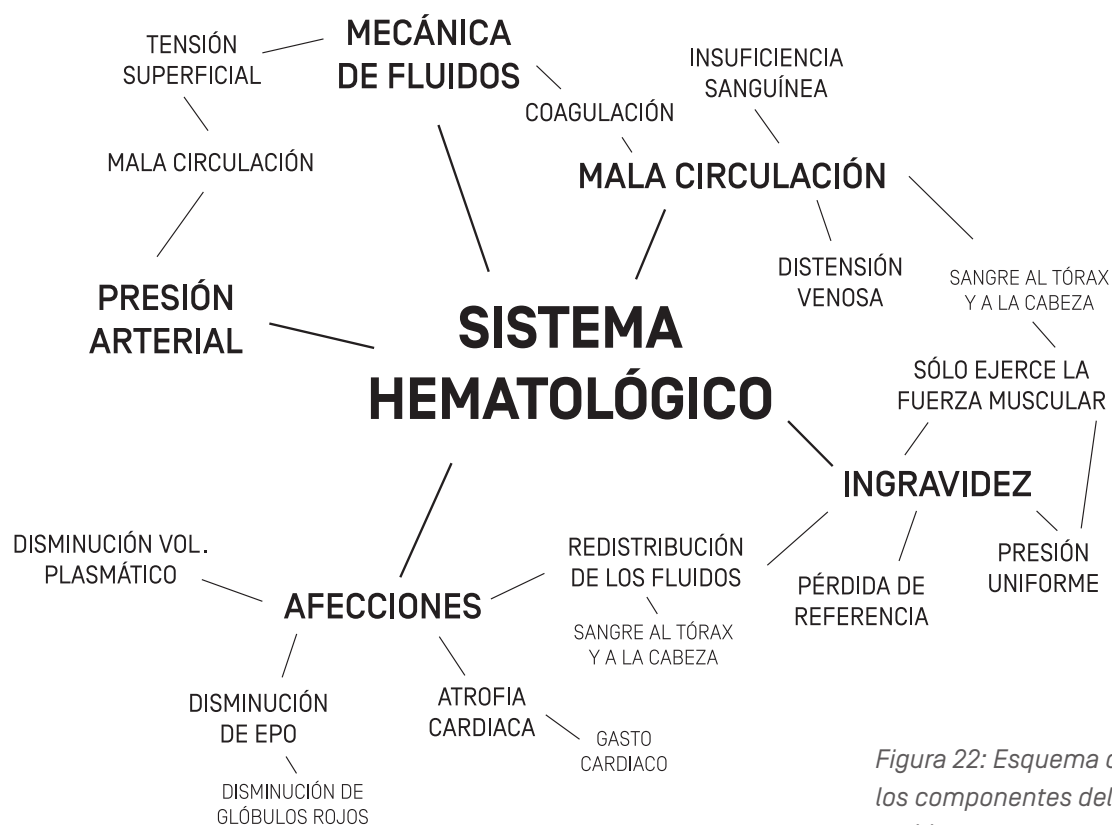 MECÁNICA
DE FLUIDOS
TENSIÓN
SUPERFICIAL
INSUFICIENCIA
SANGUÍNEA
COAGULACIÓN
MALA CIRCULACIÓN
MALA CIRCULACIÓN
DISTENSIÓN
VENOSA
SANGRE AL TÓRAX
Y A LA CABEZA
PRESIÓN
ARTERIAL
SISTEMA
HEMATOLÓGICO
SÓLO EJERCE LA
FUERZA MUSCULAR
INGRAVIDEZ
DISMINUCIÓN VOL.
PLASMÁTICO
REDISTRIBUCIÓN
DE LOS FLUIDOS
PÉRDIDA DE
REFERENCIA
PRESIÓN
UNIFORME
AFECCIONES
SANGRE AL TÓRAX
Y A LA CABEZA
DISMINUCIÓN
DE EPO
ATROFIA
CARDIACA
GASTO
CARDIACO
DISMINUCIÓN DE
GLÓBULOS ROJOS
Figura 22: Esquema
los componentes del